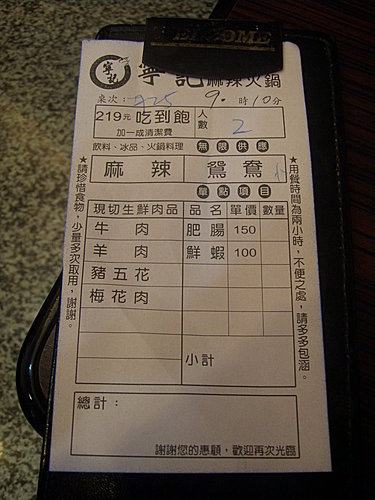 WELCOME
寧記
寧記麻辣火鍋
桌次： A25 9 時 10 分
219元 吃到飽
加一成清潔費
人數 2
飲料、冰品、火鍋料理 無限供應
麻辣 鴛鴦
單點項目
現切生鮮肉品 品名 單價 數量
牛肉 肥腸 150
羊肉 鮮蝦 100
豬五花
梅花肉
小計
總計：
謝謝您的惠顧，歡迎再次光臨
★請珍惜食物，少量多次取用，謝謝。
★用餐時間為兩小時，不便之處，請多多包涵。